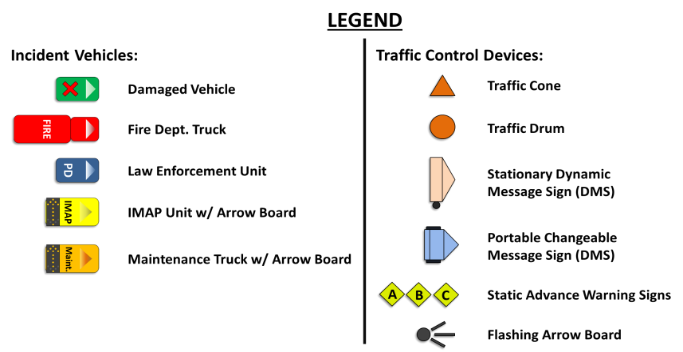 LEGEND
Incident Vehicles:
Damaged Vehicle
FIRE
Fire Dept. Truck
PD
Law Enforcement Unit
IMAP
IMAP Unit w/ Arrow Board
Maint.
Maintenance Truck w/ Arrow Board
Traffic Control Devices:
Traffic Cone
Traffic Drum
Stationary Dynamic
Message Sign (DMS)
Portable Changeable
Message Sign (DMS)
A B C
Static Advance Warning Signs
Flashing Arrow Board